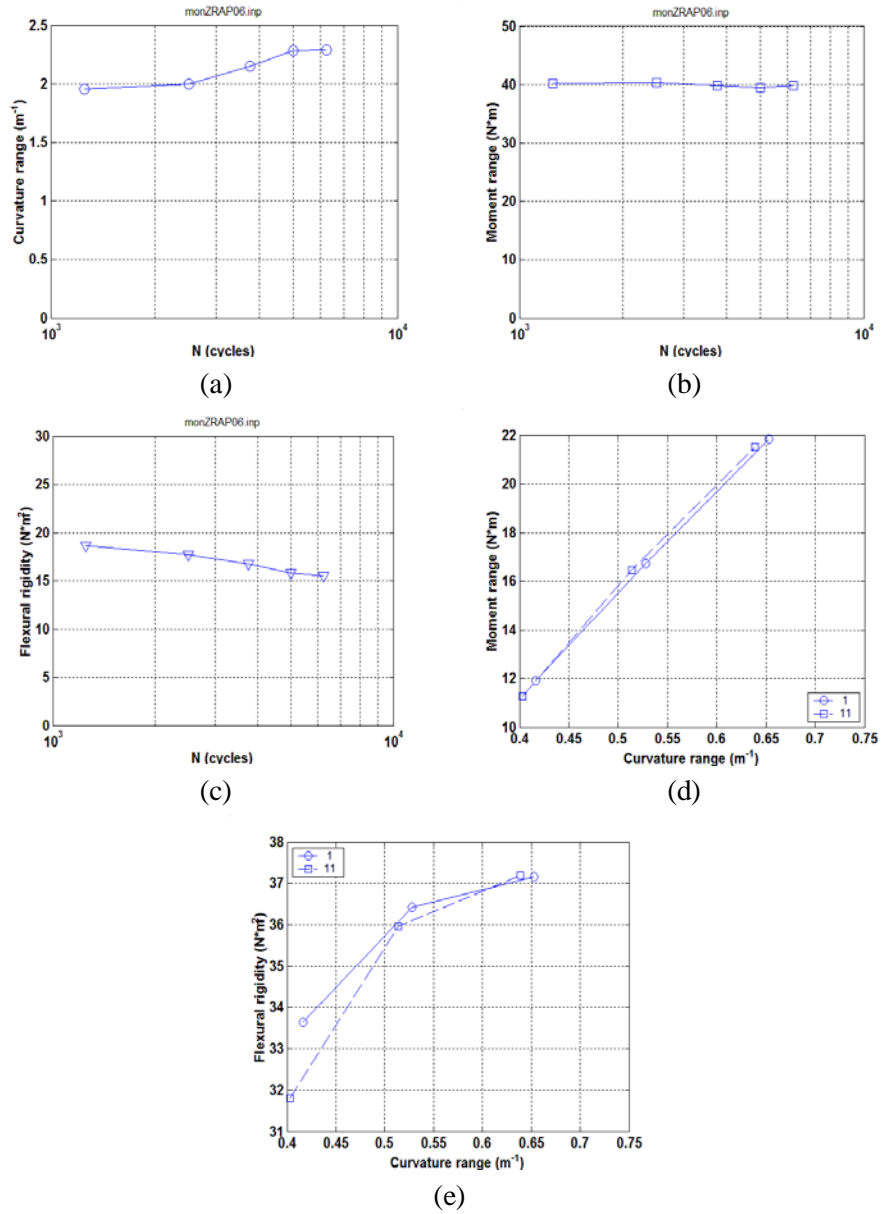 monZRAP06.inp
2.5
2
1.5
1
0.5
0
Curvature range (m⁻¹)
10³
10⁴
N (cycles)
(a)
monZRAP06.inp
50
40
30
20
10
0
Moment range (N*m)
10³
10⁴
N (cycles)
(b)
monZRAP06.inp
30
25
20
15
10
5
0
Flexural rigidity (N*m²)
10³
10⁴
N (cycles)
(c)
22
20
18
16
14
12
10
Moment range (N*m)
1
11
0.4 0.45 0.5 0.55 0.6 0.65 0.7 0.75
Curvature range (m⁻¹)
(d)
38
37
36
35
34
33
32
31
Flexural rigidity (N*m²)
1
11
0.4 0.45 0.5 0.55 0.6 0.65 0.7 0.75
Curvature range (m⁻¹)
(e)